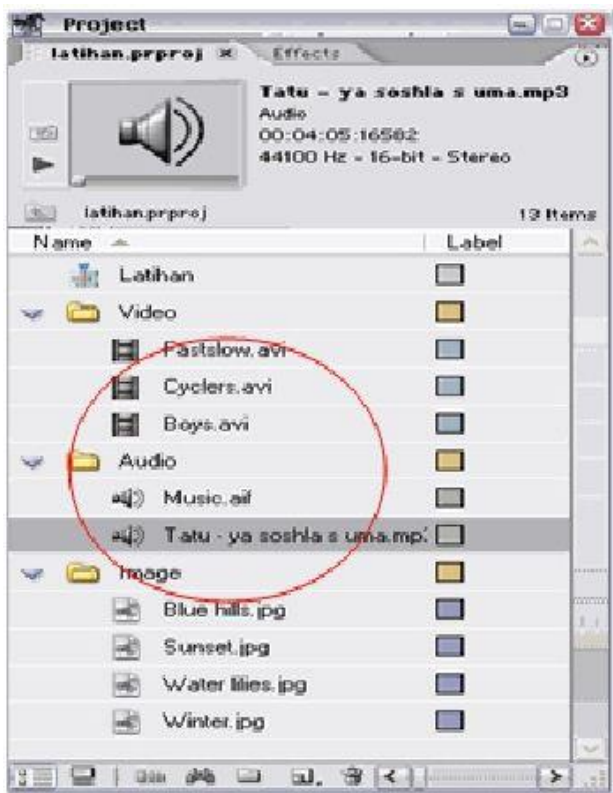 Project
latihan.prproj Effects
Tatu - ya soshla s uma.mp3
Audio
00:04:05:16582
44100 Hz - 16-bit - Stereo
latihan.prproj 13 Items
Name Label
Latihan
Video
Fastslow.avi
Cyclers.avi
Boys.avi
Audio
Music.aif
Tatu - ya soshla s uma.mp3
Image
Blue hills.jpg
Sunset.jpg
Water lilies.jpg
Winter.jpg